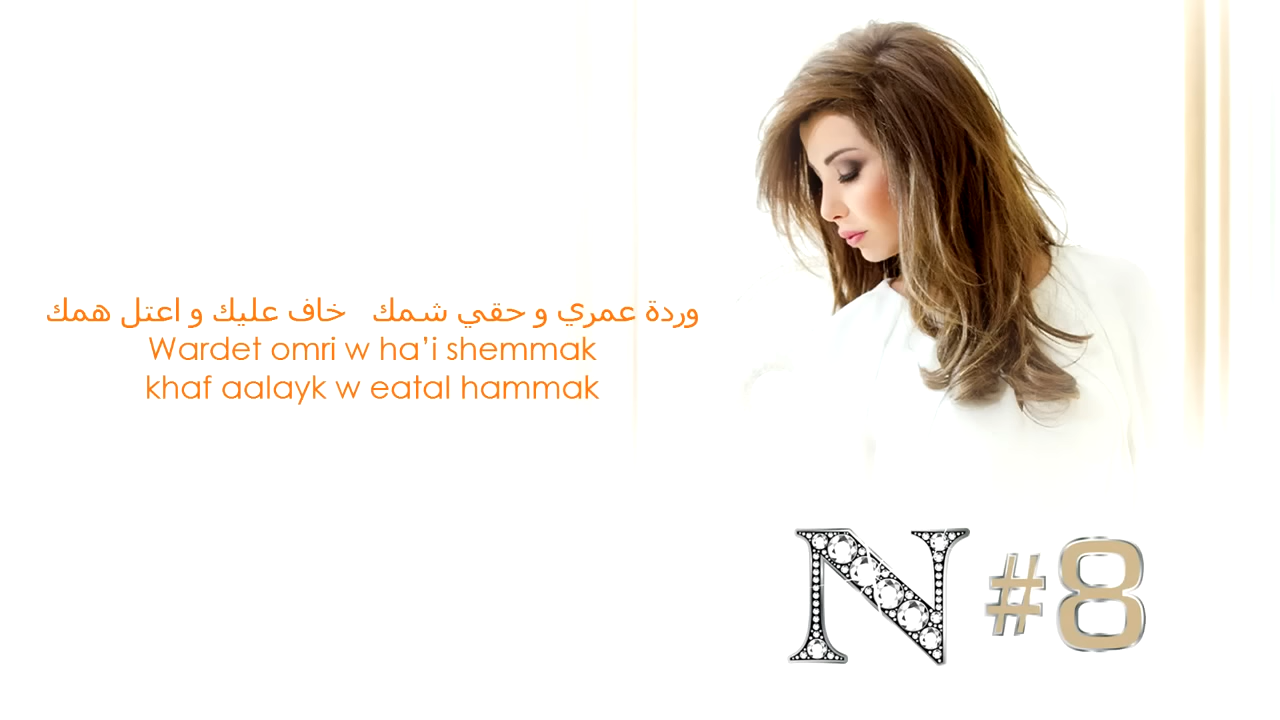 وردة عمري و حقي شمك خاف عليك و اعتل همك
Wardet omri w ha’i shemmak
khaf aalayk w eatal hammak
N #8